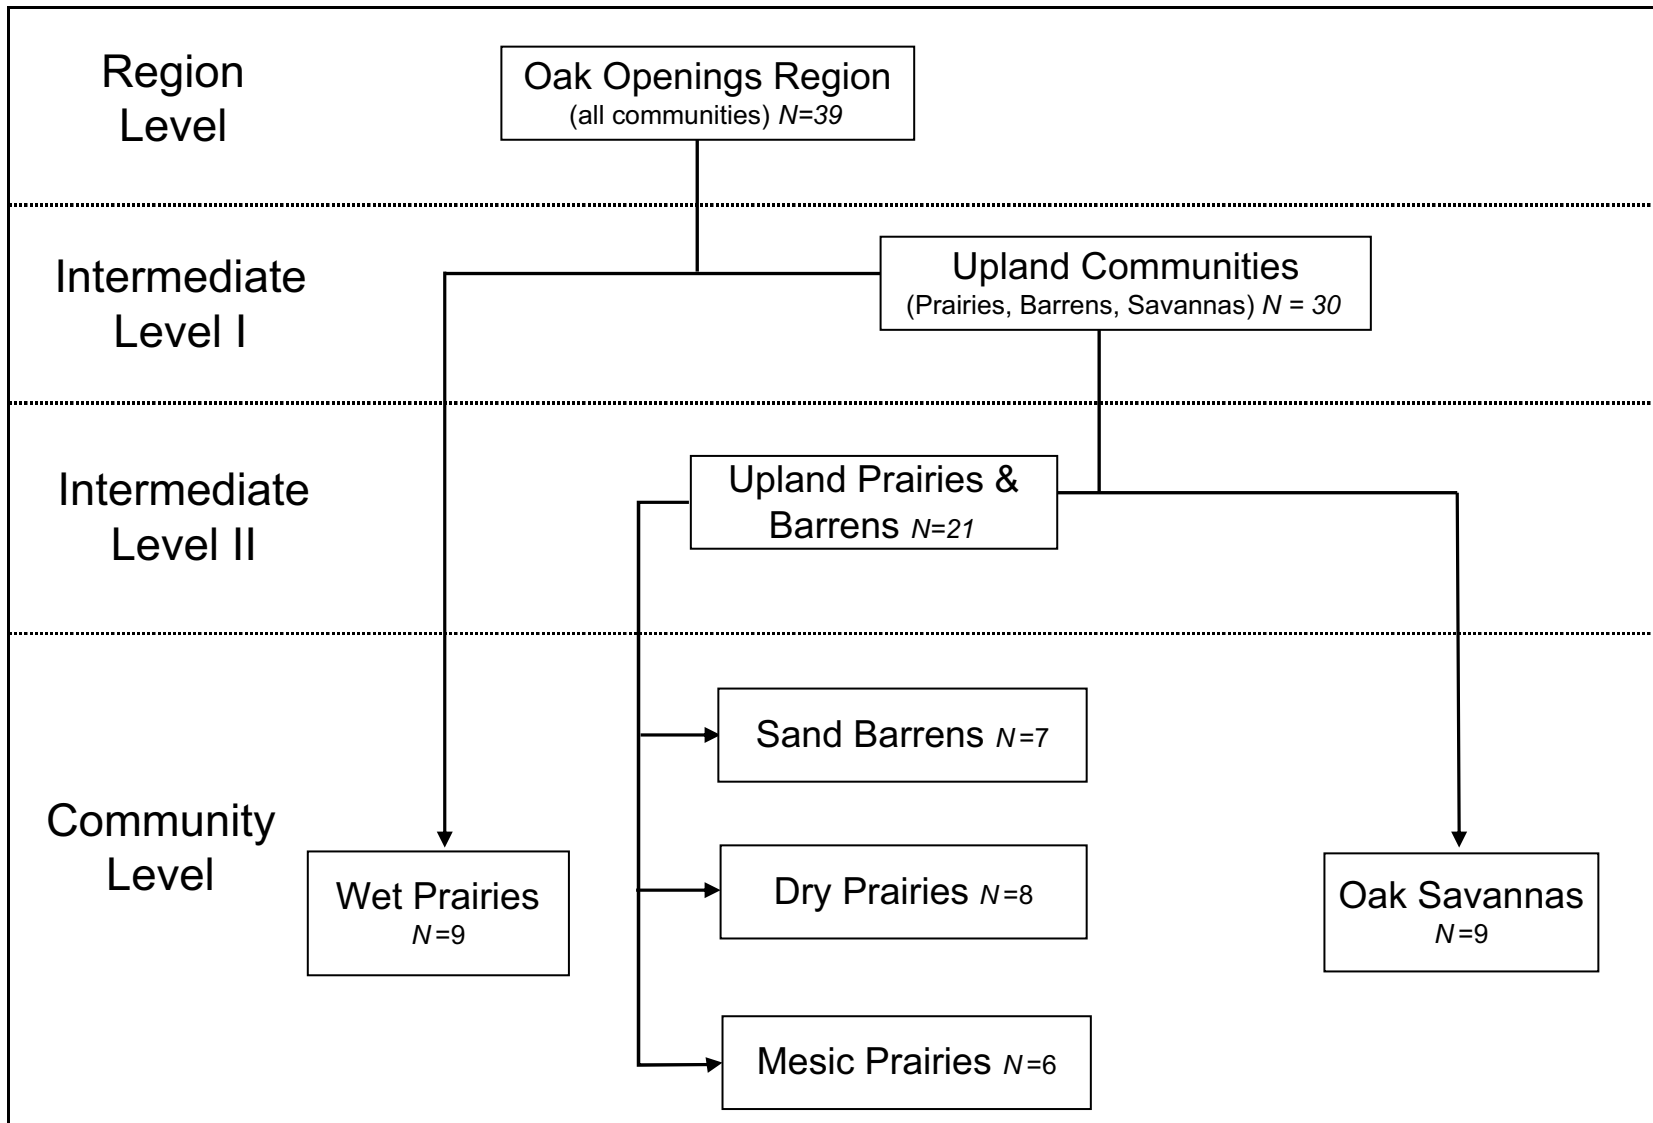 Region
Level
Oak Openings Region
(all communities) N=39
Intermediate
Level I
Upland Communities
(Prairies, Barrens, Savannas) N = 30
Intermediate
Level II
Upland Prairies &
Barrens N=21
Community
Level
Sand Barrens N=7
Wet Prairies
N=9
Dry Prairies N=8
Oak Savannas
N=9
Mesic Prairies N=6